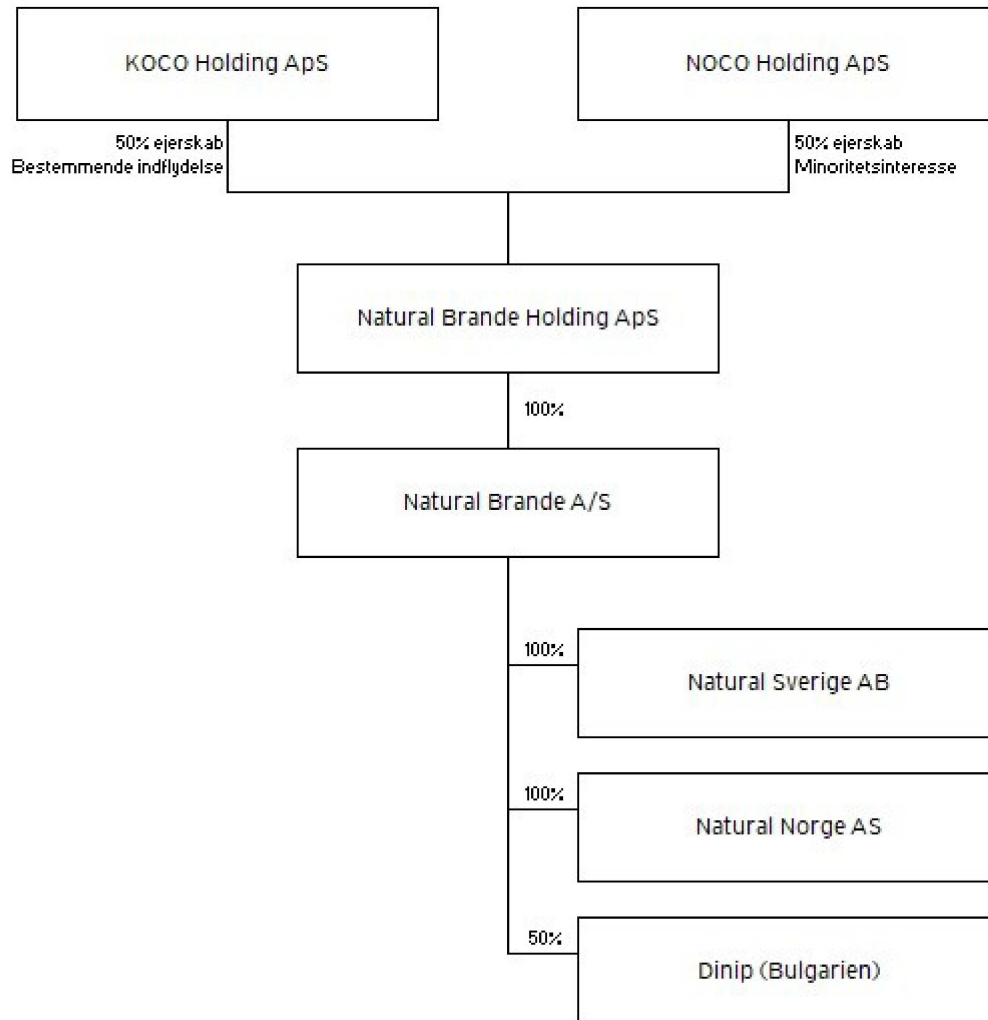 KOCO Holding ApS
NOCO Holding ApS
50% ejerskab
Bestemmende indflydelse
50% ejerskab
Minoritetsinteresse
Natural Brande Holding ApS
100%
Natural Brande A/S
100%
Natural Sverige AB
100%
Natural Norge AS
50%
Dinip (Bulgarien)